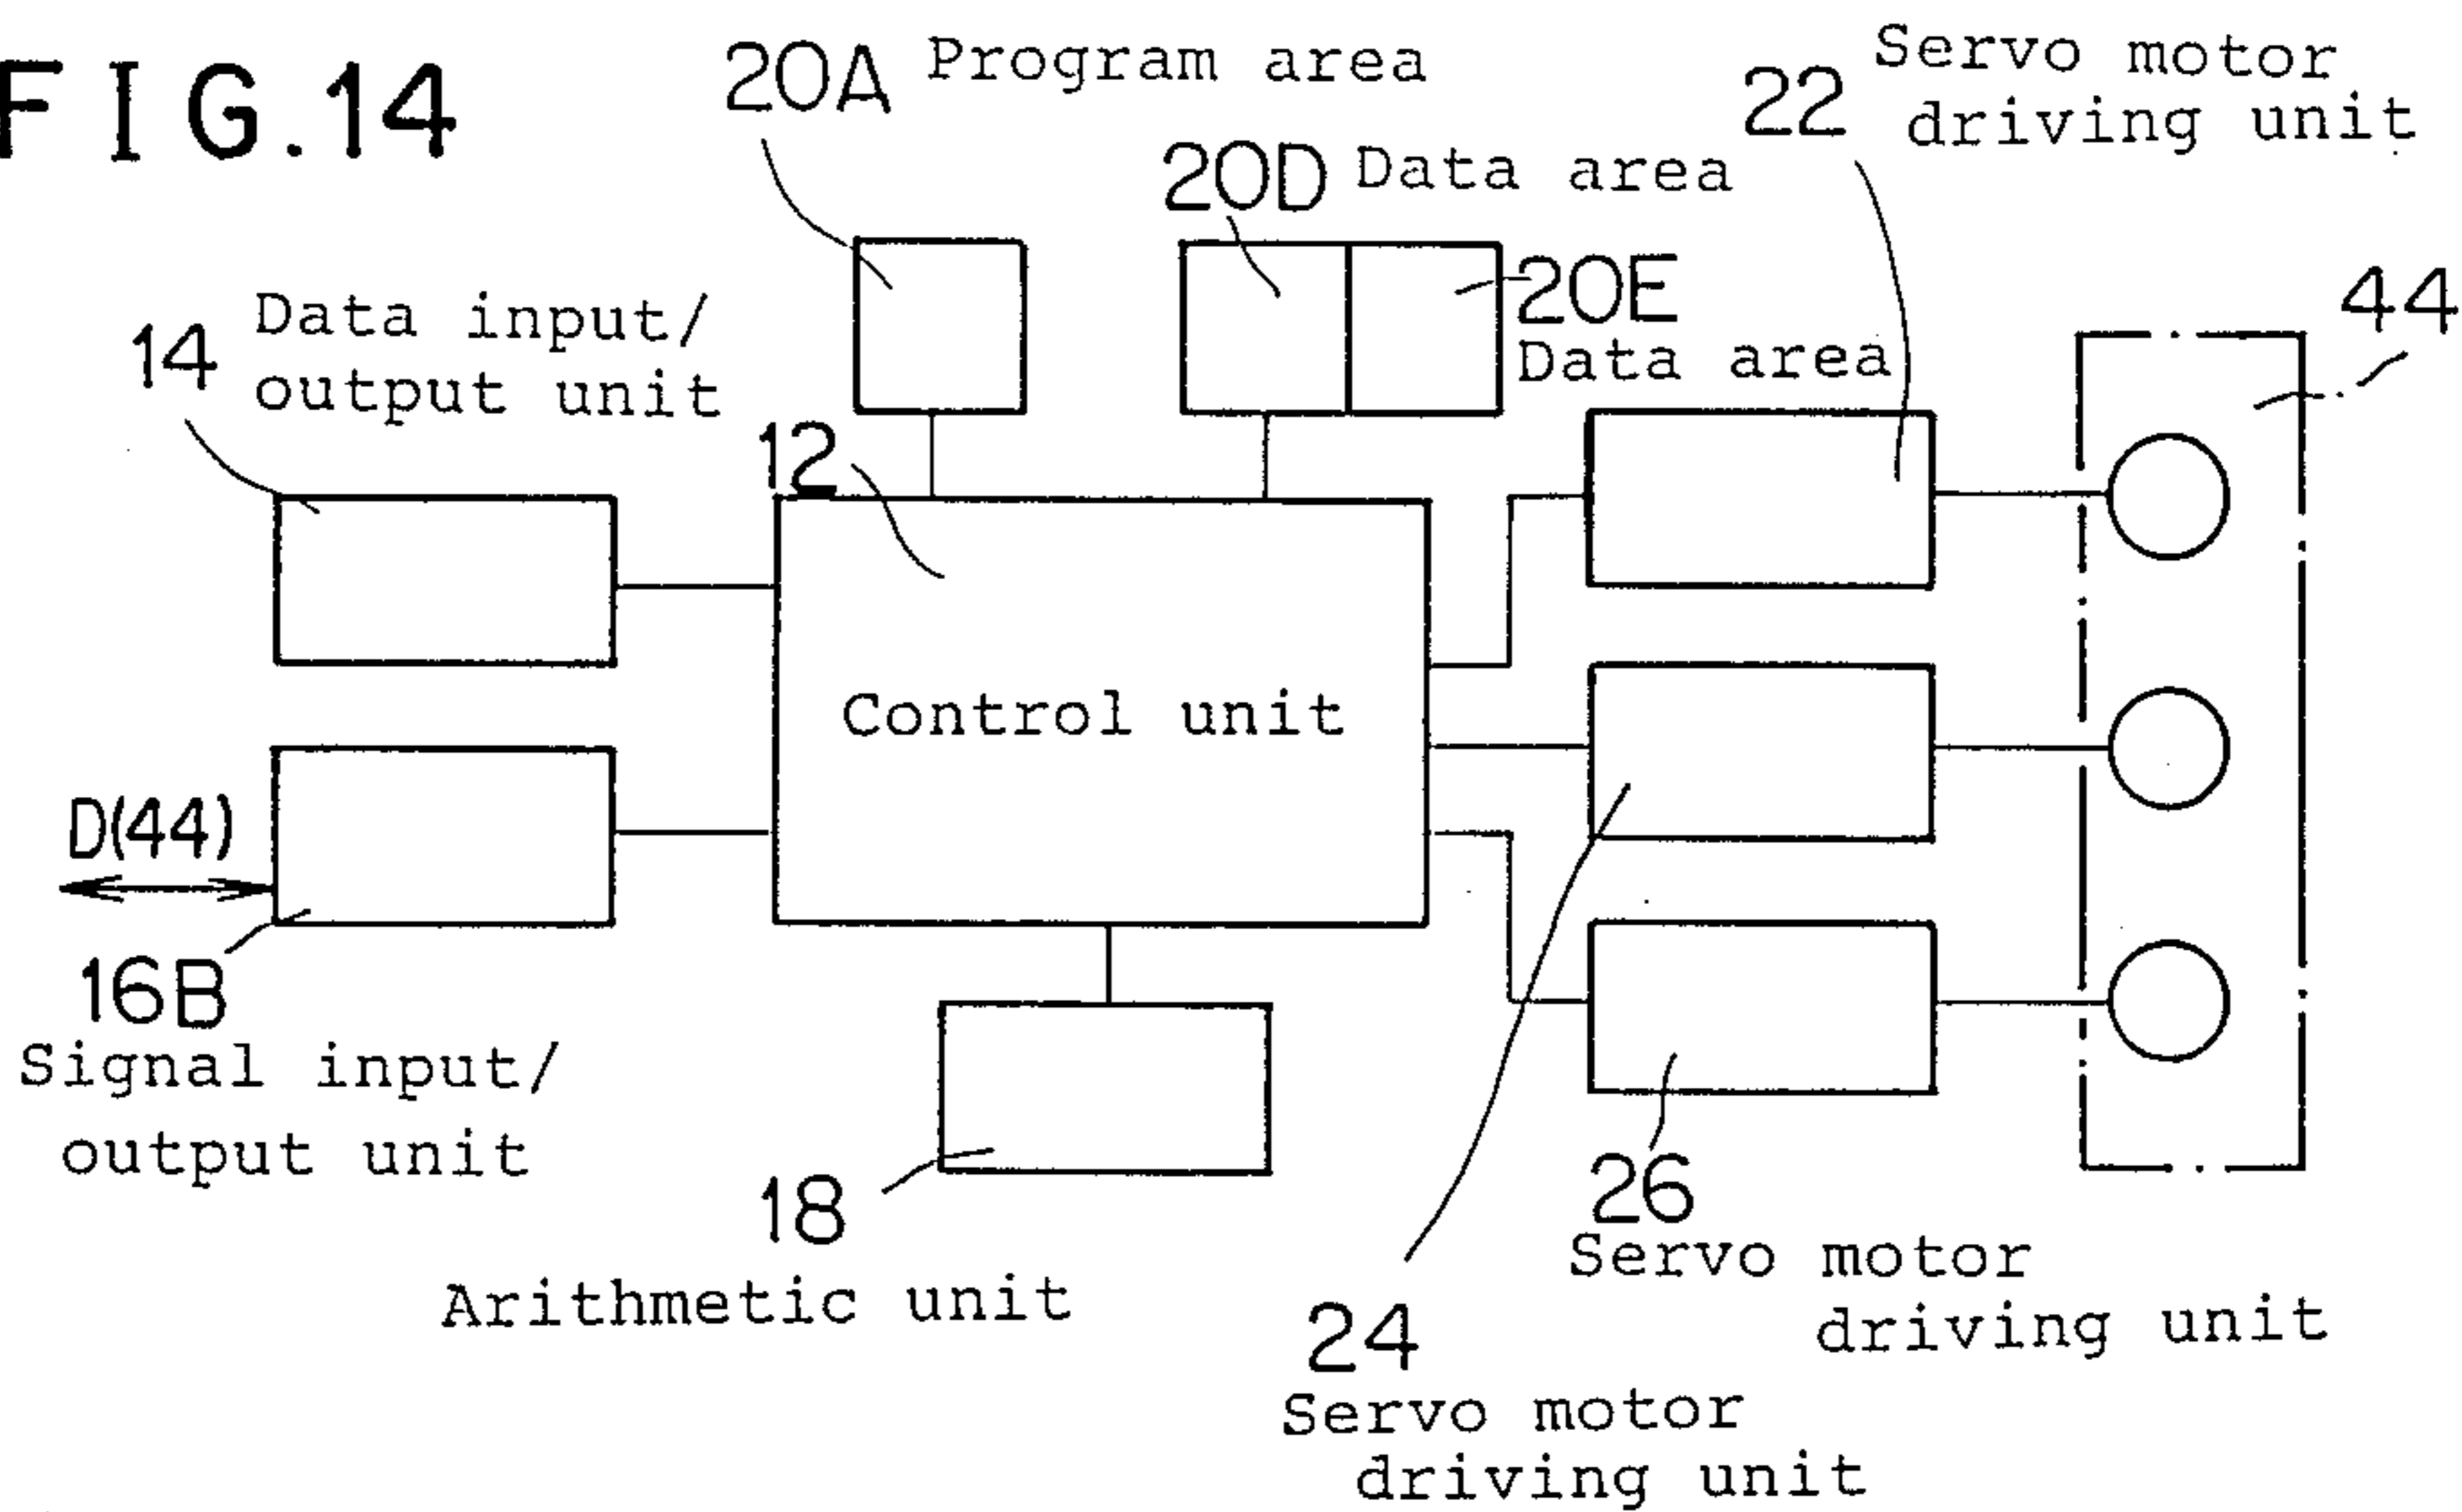 FIG.14
20A Program area
22 Servo motor
driving unit
20D Data area
20E
Data area
44
14 Data input/
output unit
12
Control unit
D(44)
16B
Signal input/
output unit
18
Arithmetic unit
26
Servo motor
driving unit
24
Servo motor
driving unit